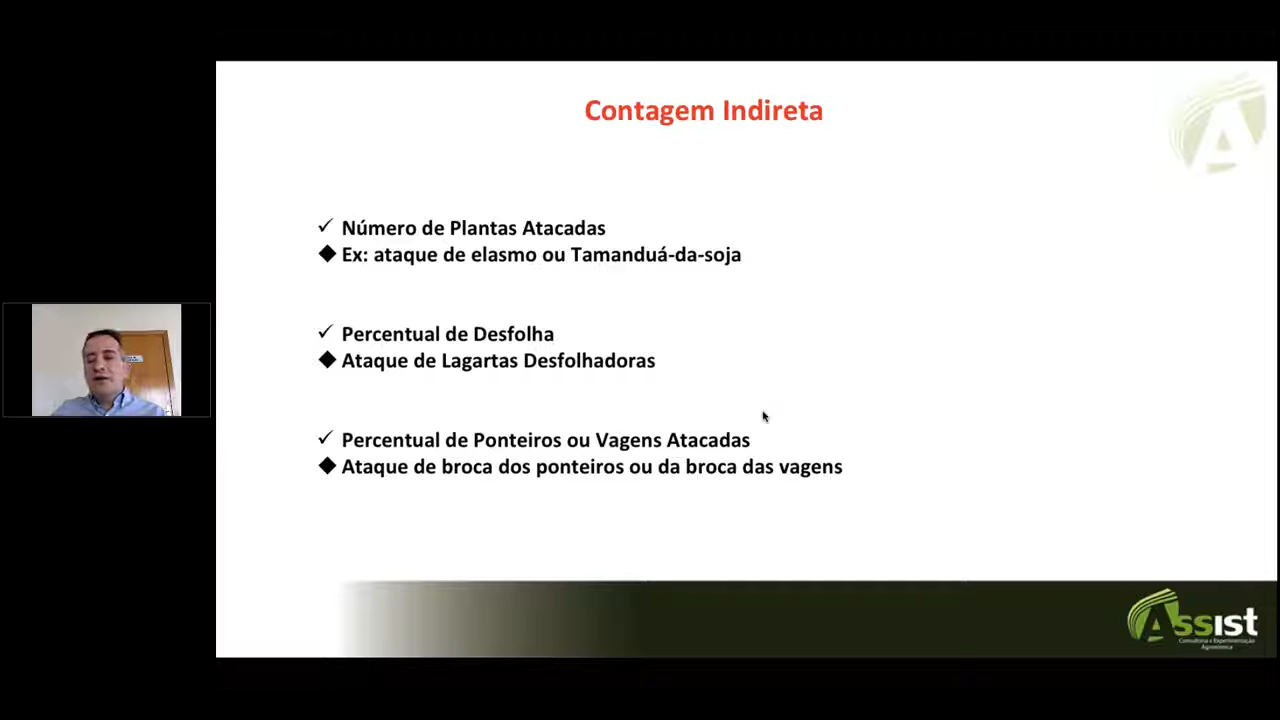 Contagem Indireta
✓ Número de Plantas Atacadas
◆ Ex: ataque de elasmo ou Tamanduá-da-soja
✓ Percentual de Desfolha
◆ Ataque de Lagartas Desfolhadoras
✓ Percentual de Ponteiros ou Vagens Atacadas
◆ Ataque de broca dos ponteiros ou da broca das vagens
Assist
Consultoria e Experimentação
Agronômica